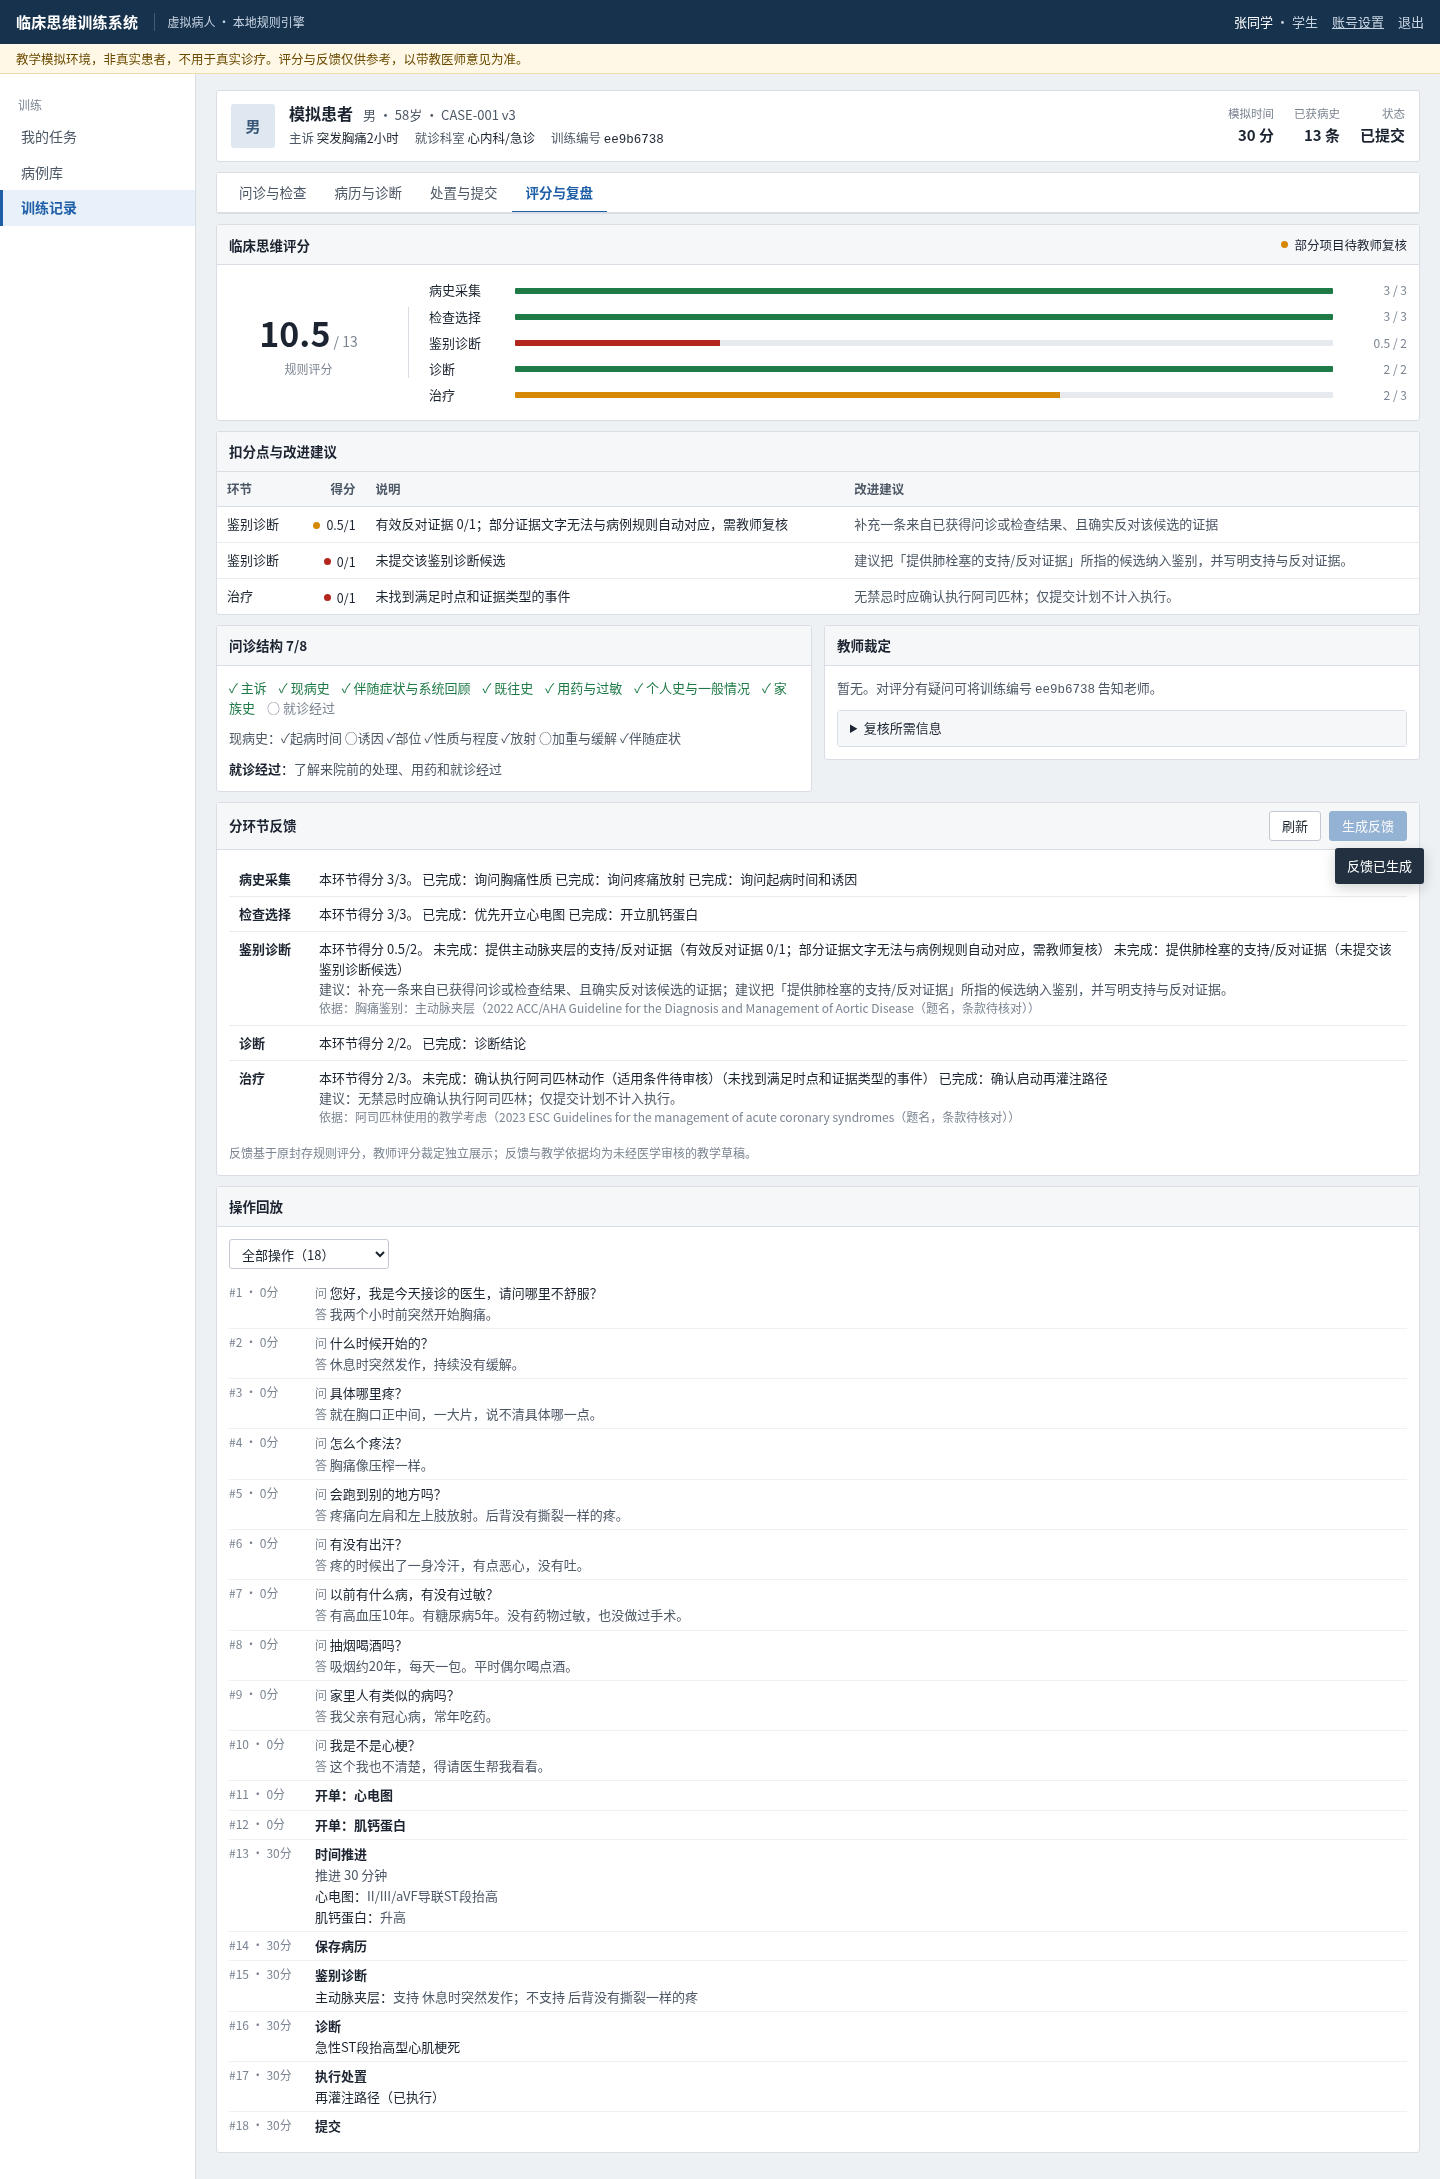 临床思维训练系统 虚拟病人 · 本地规则引擎 张同学 · 学生 账号设置 退出
教学模拟环境，非真实患者，不用于真实诊疗。评分与反馈仅供参考，以带教医师意见为准。
训练
我的任务
病例库
训练记录
男
模拟患者 男 · 58岁 · CASE-001 v3
主诉 突发胸痛2小时 就诊科室 心内科/急诊 训练编号 ee9b6738
模拟时间 已获病史 状态
30 分 13 条 已提交
问诊与检查 病历与诊断 处置与提交 评分与复盘
临床思维评分 部分项目待教师复核
10.5 / 13
规则评分
病史采集 3 / 3
检查选择 3 / 3
鉴别诊断 0.5 / 2
诊断 2 / 2
治疗 2 / 3
扣分点与改进建议
环节 得分 说明 改进建议
鉴别诊断 0.5/1 有效反对证据 0/1；部分证据文字无法与病例规则自动对应，需教师复核 补充一条来自已获得问诊或检查结果、且确实反对该候选的证据
鉴别诊断 0/1 未提交该鉴别诊断候选 建议把「提供肺栓塞的支持/反对证据」所指的候选纳入鉴别，并写明支持与反对证据。
治疗 0/1 未找到满足时点和证据类型的事件 无禁忌时应确认执行阿司匹林；仅提交计划不计入执行。
问诊结构 7/8
✓主诉 ✓现病史 ✓伴随症状与系统回顾 ✓既往史 ✓用药与过敏 ✓个人史与一般情况 ✓家
族史 ○ 就诊经过
现病史：✓起病时间 ○诱因 ✓部位 ✓性质与程度 ✓放射 ○加重与缓解 ✓伴随症状
就诊经过：了解来院前的处理、用药和就诊经过
教师裁定
暂无。对评分有疑问可将训练编号 ee9b6738 告知老师。
▶ 复核所需信息
分环节反馈 刷新 生成反馈
反馈已生成
病史采集 本环节得分 3/3。 已完成：询问胸痛性质 已完成：询问疼痛放射 已完成：询问起病时间和诱因
检查选择 本环节得分 3/3。 已完成：优先开立心电图 已完成：开立肌钙蛋白
鉴别诊断 本环节得分 0.5/2。 未完成：提供主动脉夹层的支持/反对证据（有效反对证据 0/1；部分证据文字无法与病例规则自动对应，需教师复核） 未完成：提供肺栓塞的支持/反对证据（未提交该
鉴别诊断候选）
建议：补充一条来自已获得问诊或检查结果、且确实反对该候选的证据；建议把「提供肺栓塞的支持/反对证据」所指的候选纳入鉴别，并写明支持与反对证据。
依据：胸痛鉴别：主动脉夹层（2022 ACC/AHA Guideline for the Diagnosis and Management of Aortic Disease（题名，条款待核对））
诊断 本环节得分 2/2。 已完成：诊断结论
治疗 本环节得分 2/3。 未完成：确认执行阿司匹林动作（适用条件待审核）（未找到满足时点和证据类型的事件） 已完成：确认启动再灌注路径
建议：无禁忌时应确认执行阿司匹林；仅提交计划不计入执行。
依据：阿司匹林使用的教学考虑（2023 ESC Guidelines for the management of acute coronary syndromes（题名，条款待核对））
反馈基于原封存规则评分，教师评分裁定独立展示；反馈与教学依据均为未经医学审核的教学草稿。
操作回放
全部操作（18）
#1 · 0分 问 您好，我是今天接诊的医生，请问哪里不舒服？
答 我两个小时前突然开始胸痛。
#2 · 0分 问 什么时候开始的？
答 休息时突然发作，持续没有缓解。
#3 · 0分 问 具体哪里疼？
答 就在胸口正中间，一大片，说不清具体哪一点。
#4 · 0分 问 怎么个疼法？
答 胸痛像压榨一样。
#5 · 0分 问 会跑到别的地方吗？
答 疼痛向左肩和左上肢放射。后背没有撕裂一样的疼。
#6 · 0分 问 有没有出汗？
答 疼的时候出了一身冷汗，有点恶心，没有吐。
#7 · 0分 问 以前有什么病，有没有过敏？
答 有高血压10年。有糖尿病5年。没有药物过敏，也没做过手术。
#8 · 0分 问 抽烟喝酒吗？
答 吸烟约20年，每天一包。平时偶尔喝点酒。
#9 · 0分 问 家里人有类似的病吗？
答 我父亲有冠心病，常年吃药。
#10 · 0分 问 我是不是心梗？
答 这个我也不清楚，得请医生帮我看看。
#11 · 0分 开单：心电图
#12 · 0分 开单：肌钙蛋白
#13 · 30分 时间推进
推进 30 分钟
心电图：II/III/aVF导联ST段抬高
肌钙蛋白：升高
#14 · 30分 保存病历
#15 · 30分 鉴别诊断
主动脉夹层：支持 休息时突然发作；不支持 后背没有撕裂一样的疼
#16 · 30分 诊断
急性ST段抬高型心肌梗死
#17 · 30分 执行处置
再灌注路径（已执行）
#18 · 30分 提交